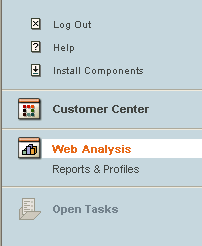 Log Out
Help
Install Components
Customer Center
Web Analysis
Reports & Profiles
Open Tasks